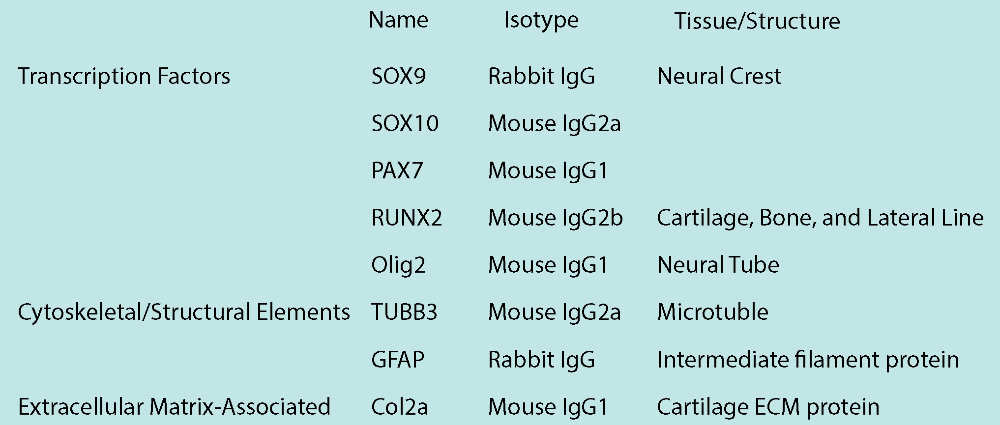 Name Isotype Tissue/Structure
Transcription Factors SOX9 Rabbit IgG Neural Crest
SOX10 Mouse IgG2a
PAX7 Mouse IgG1
RUNX2 Mouse IgG2b Cartilage, Bone, and Lateral Line
Olig2 Mouse IgG1 Neural Tube
Cytoskeletal/Structural Elements TUBB3 Mouse IgG2a Microtuble
GFAP Rabbit IgG Intermediate filament protein
Extracellular Matrix-Associated Col2a Mouse IgG1 Cartilage ECM protein